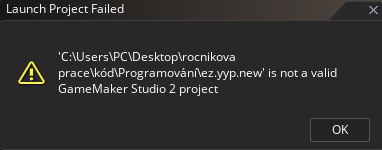 Launch Project Failed
'C:\Users\PC\Desktop\rocnikova
prace\kód\Programování\ez.yyp.new' is not a valid
GameMaker Studio 2 project
OK